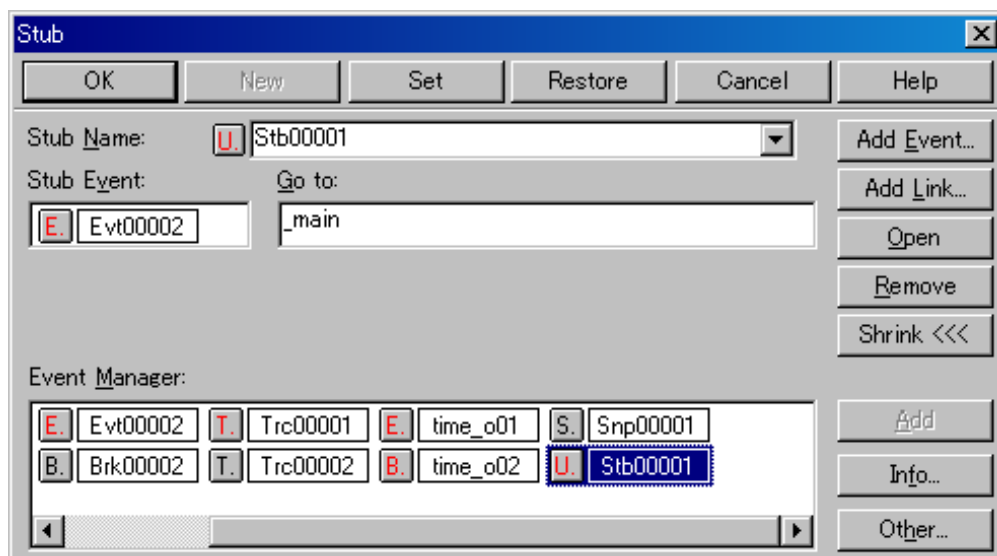 Stub
OK New Set Restore Cancel Help
Stub Name: U. Stb00001 Add Event...
Stub Event: Go to: Add Link...
E. Evt00002 _main Open
Remove
Shrink <<<
Event Manager:
E. Evt00002 T. Trc00001 E. time_o01 S. Snp00001 Add
B. Brk00002 T. Trc00002 B. time_o02 U. Stb00001 Info...
Other...